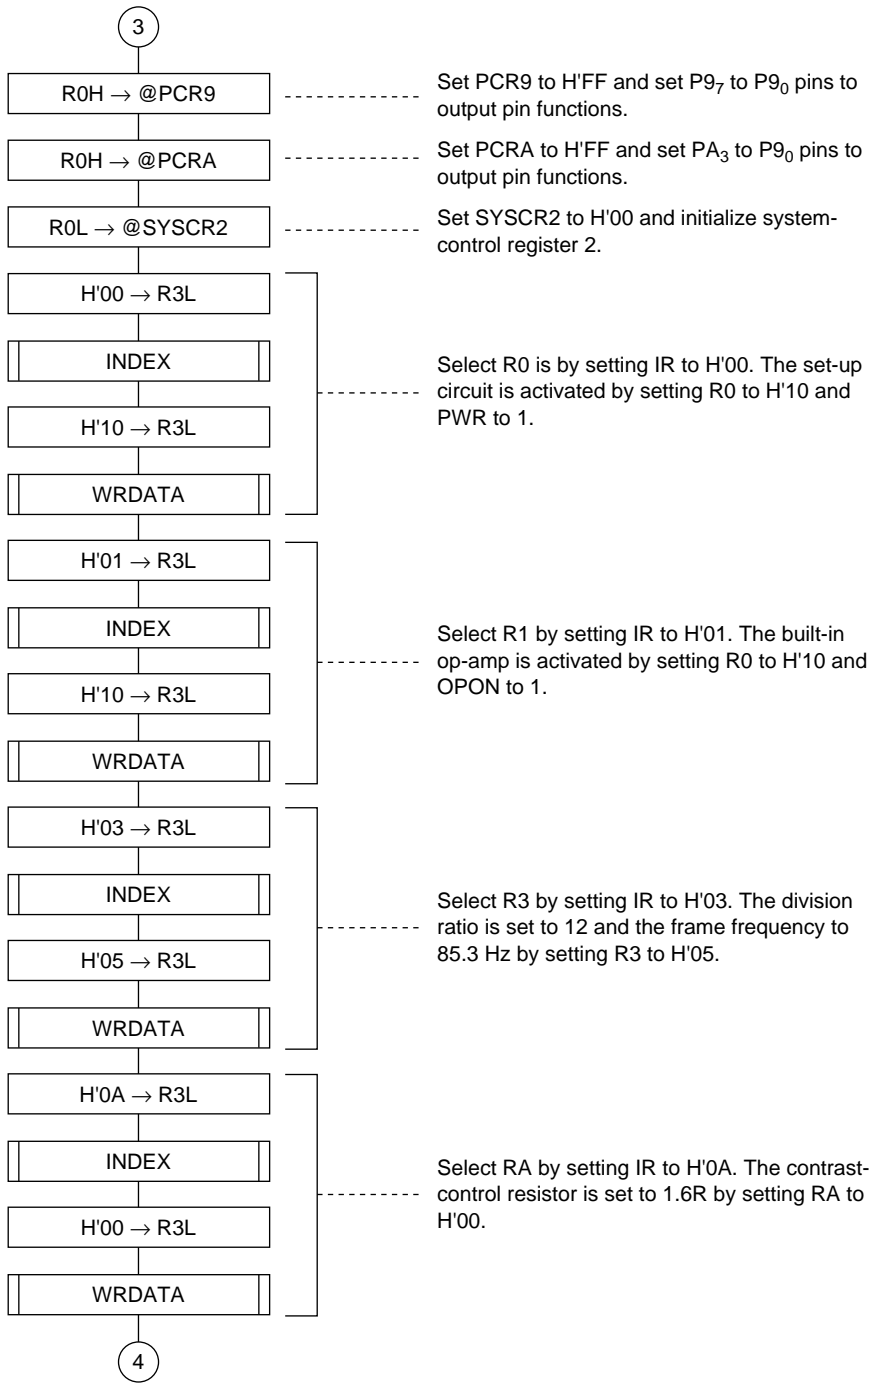 3
R0H → @PCR9
Set PCR9 to H'FF and set P9₇ to P9₀ pins to
output pin functions.
R0H → @PCRA
Set PCRA to H'FF and set PA₃ to P9₀ pins to
output pin functions.
R0L → @SYSCR2
Set SYSCR2 to H'00 and initialize system-
control register 2.
H'00 → R3L
INDEX
H'10 → R3L
WRDATA
Select R0 is by setting IR to H'00. The set-up
circuit is activated by setting R0 to H'10 and
PWR to 1.
H'01 → R3L
INDEX
H'10 → R3L
WRDATA
Select R1 by setting IR to H'01. The built-in
op-amp is activated by setting R0 to H'10 and
OPON to 1.
H'03 → R3L
INDEX
H'05 → R3L
WRDATA
Select R3 by setting IR to H'03. The division
ratio is set to 12 and the frame frequency to
85.3 Hz by setting R3 to H'05.
H'0A → R3L
INDEX
H'00 → R3L
WRDATA
Select RA by setting IR to H'0A. The contrast-
control resistor is set to 1.6R by setting RA to
H'00.
4